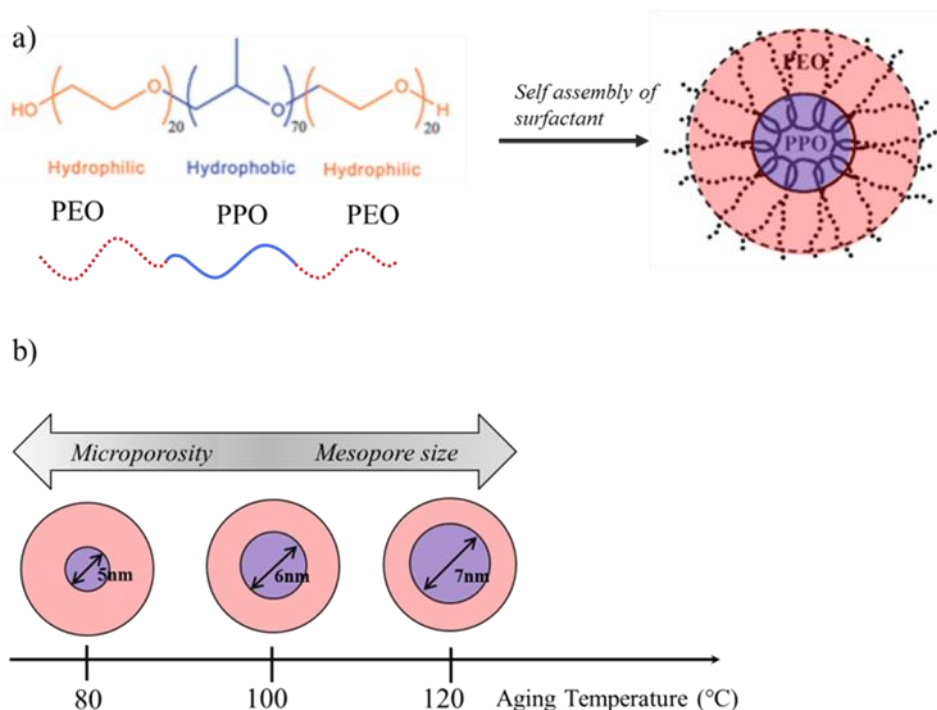 a)
HO
O
20
O
70
O
H
20
Hydrophilic Hydrophobic Hydrophilic
PEO PPO PEO
Self assembly of
surfactant
PEO
PPO
b)
Microporosity Mesopore size
5nm 6nm 7nm
80 100 120 Aging Temperature (°C)